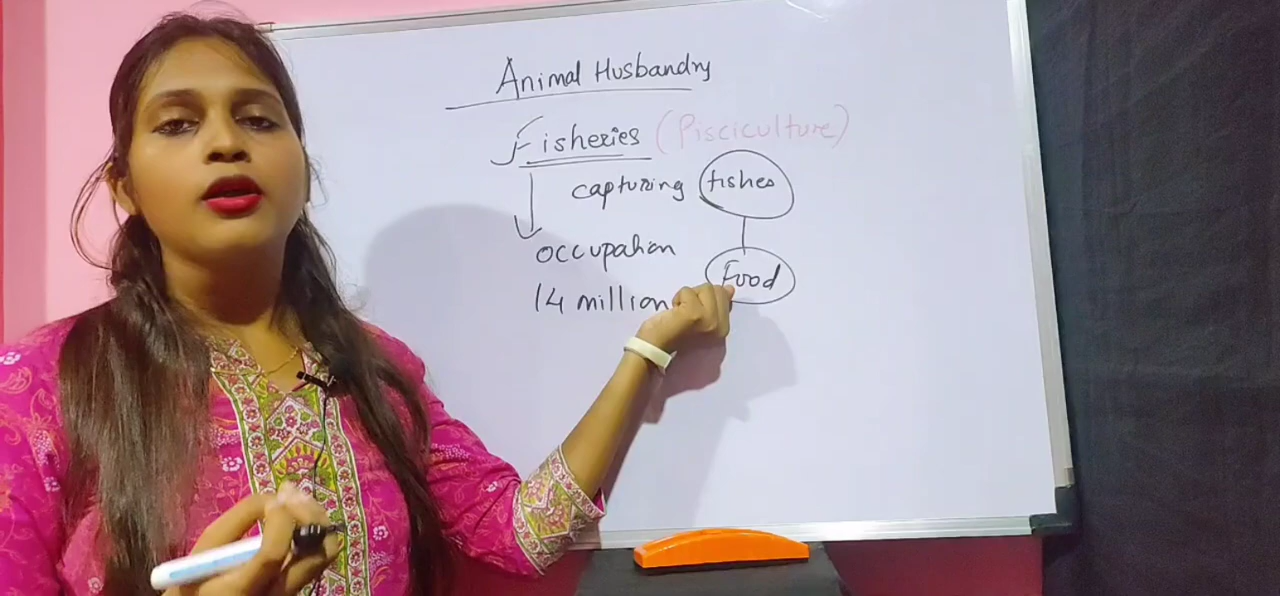 Animal Husbandry
Fisheries (Pisciculture)
capturing fishes
occupation
Food
14 million